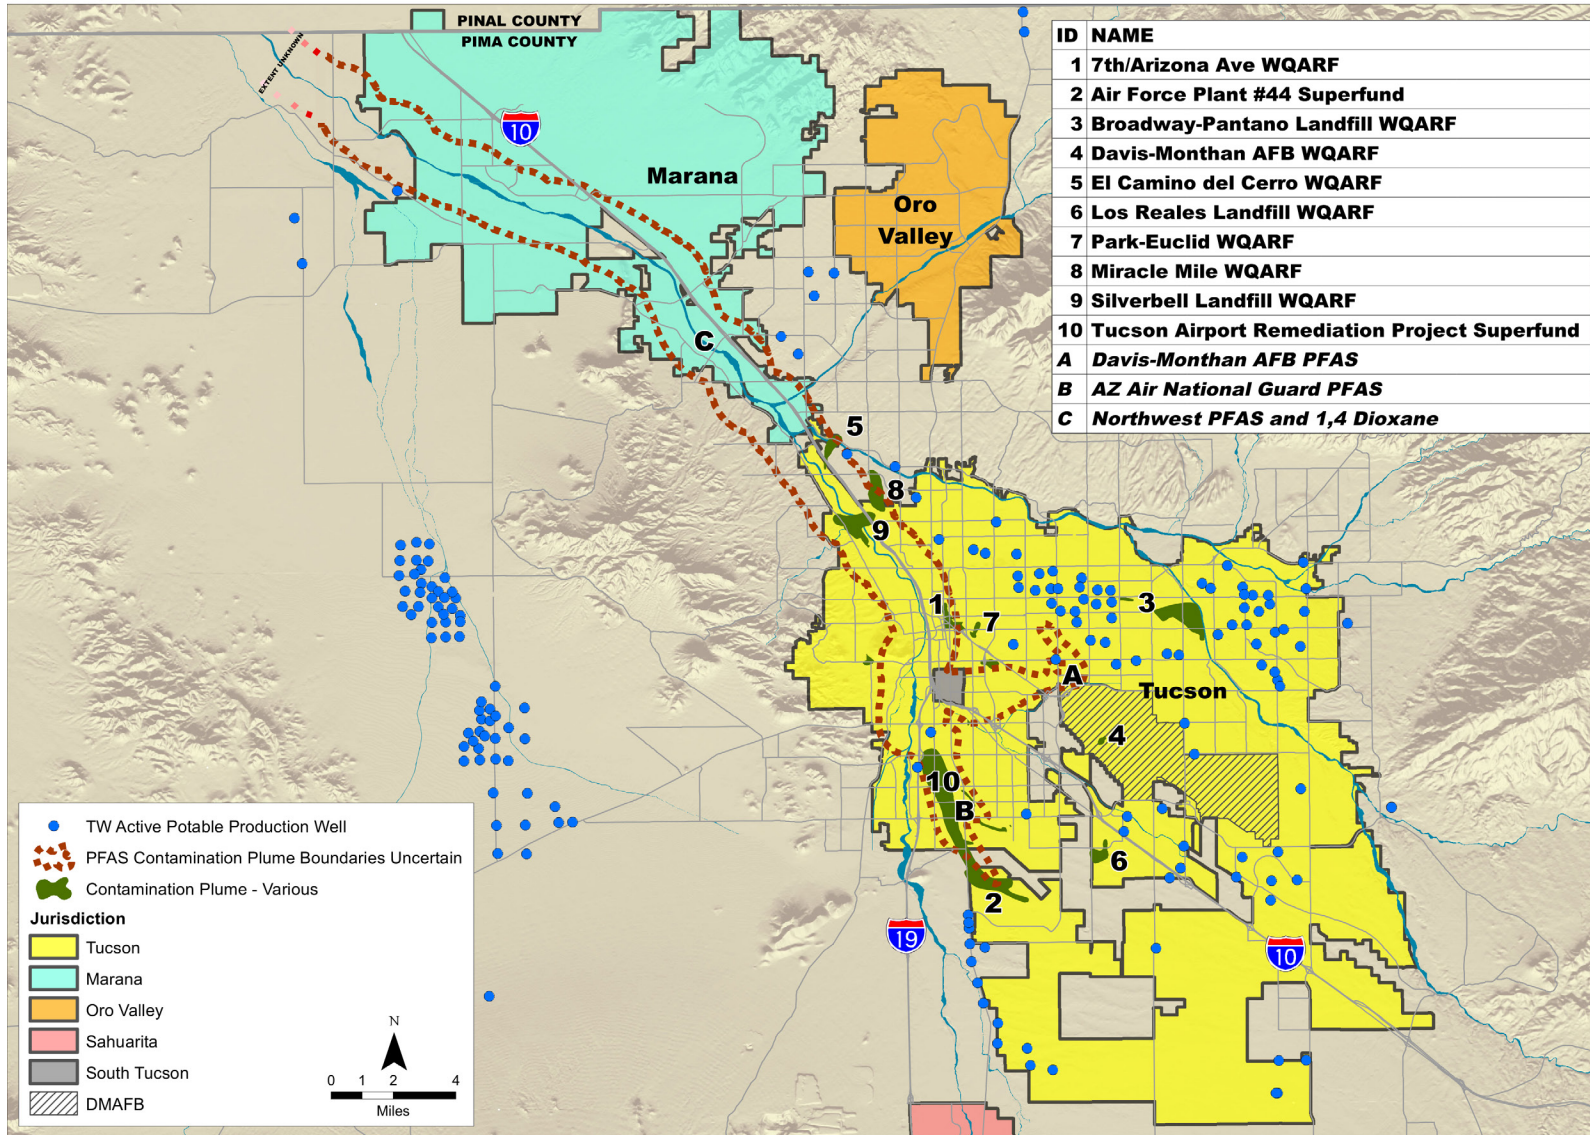 PINAL COUNTY
PIMA COUNTY
EXTENT UNKNOWN
ID NAME
1 7th/Arizona Ave WQARF
2 Air Force Plant #44 Superfund
3 Broadway-Pantano Landfill WQARF
4 Davis-Monthan AFB WQARF
5 El Camino del Cerro WQARF
6 Los Reales Landfill WQARF
7 Park-Euclid WQARF
8 Miracle Mile WQARF
9 Silverbell Landfill WQARF
10 Tucson Airport Remediation Project Superfund
A Davis-Monthan AFB PFAS
B AZ Air National Guard PFAS
C Northwest PFAS and 1,4 Dioxane
10
Marana
Oro
Valley
C
5
8
9
1
7
3
A
Tucson
4
10
B
6
2
19
10
TW Active Potable Production Well
PFAS Contamination Plume Boundaries Uncertain
Contamination Plume - Various
Jurisdiction
Tucson
Marana
Oro Valley
Sahuarita
South Tucson
DMAFB
N
0 1 2 4
Miles